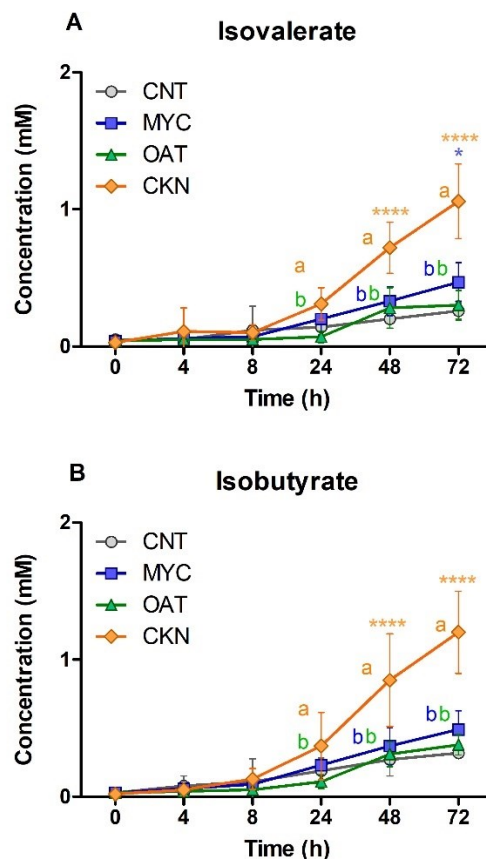 A
Isovalerate
Concentration (mM)
2
1
0
CNT
MYC
OAT
CKN
a
b
****
a
bb
****
*
a
bb
0 4 8 24 48 72
Time (h)
B
Isobutyrate
Concentration (mM)
2
1
0
CNT
MYC
OAT
CKN
a
b
****
a
bb
****
a
bb
0 4 8 24 48 72
Time (h)